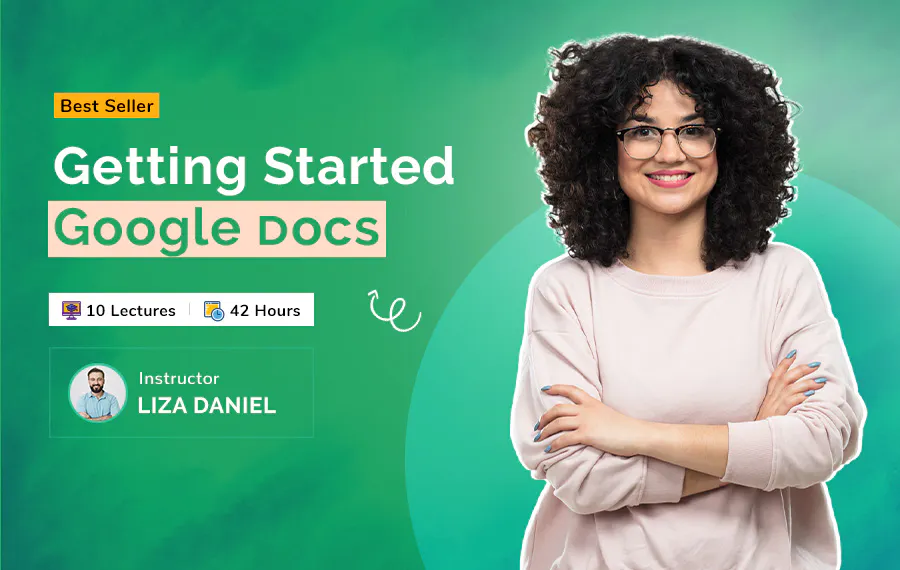 Best Seller
Getting Started
Google Docs
10 Lectures
42 Hours
Instructor
LIZA DANIEL